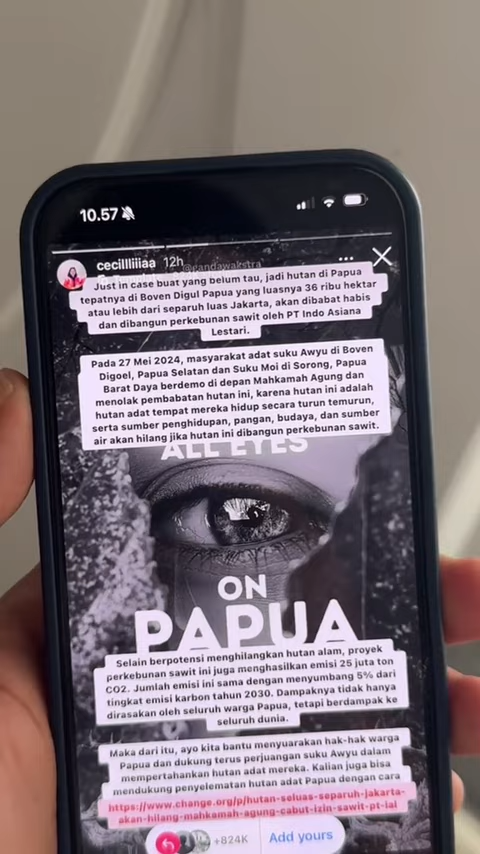 10.57
cecillliiiaa 12h
@gandawakstra
Just in case buat yang belum tau, jadi hutan di Papua
tepatnya di Boven Digul Papua yang luasnya 36 ribu hektar
atau lebih dari separuh luas Jakarta, akan dibabat habis
dan dibangun perkebunan sawit oleh PT Indo Asiana
Lestari.
Pada 27 Mei 2024, masyarakat adat suku Awyu di Boven
Digoel, Papua Selatan dan Suku Moi di Sorong, Papua
Barat Daya berdemo di depan Mahkamah Agung dan
menolak pembabatan hutan ini, karena hutan ini adalah
hutan adat tempat mereka hidup secara turun temurun,
serta sumber penghidupan, pangan, budaya, dan sumber
air akan hilang jika hutan ini dibangun perkebunan sawit.
ALL EYES
ON
PAPUA
Selain berpotensi menghilangkan hutan alam, proyek
perkebunan sawit ini juga menghasilkan emisi 25 juta ton
CO2. Jumlah emisi ini sama dengan menyumbang 5% dari
tingkat emisi karbon tahun 2030. Dampaknya tidak hanya
dirasakan oleh seluruh warga Papua, tetapi berdampak ke
seluruh dunia.
Maka dari itu, ayo kita bantu menyuarakan hak-hak warga
Papua dan dukung terus perjuangan suku Awyu dalam
mempertahankan hutan adat mereka. Kalian juga bisa
mendukung penyelematan hutan adat Papua dengan cara
https://www.change.org/p/hutan-seluas-separuh-jakarta-
akan-hilang-mahkamah-agung-cabut-izin-sawit-pt-ial
+824K
Add yours